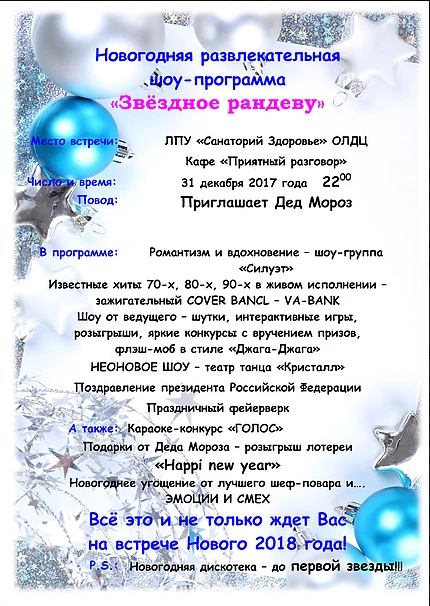 Новогодняя развлекательная
шоу-программа
«Звёздное рандеву»
Место встречи: ЛПУ «Санаторий Здоровье» ОЛДЦ
Кафе «Приятный разговор»
Число и время: 31 декабря 2017 года 22⁰⁰
Повод: Приглашает Дед Мороз
В программе: Романтизм и вдохновение – шоу-группа
«Силуэт»
Известные хиты 70-х, 80-х, 90-х в живом исполнении –
зажигательный COVER BANCL – VA-BANK
Шоу от ведущего – шутки, интерактивные игры,
розыгрыши, яркие конкурсы с вручением призов,
флэш-моб в стиле «Джага-Джага»
НЕОНОВОЕ ШОУ – театр танца «Кристалл»
Поздравление президента Российской Федерации
Праздничный фейерверк
А также: Караоке-конкурс «ГОЛОС»
Подарки от Деда Мороза – розыгрыш лотереи
«Happi new year»
Новогоднее угощение от лучшего шеф-повара и....
ЭМОЦИИ И СМЕХ
Всё это и не только ждет Вас
на встрече Нового 2018 года!
P.S.: Новогодняя дискотека – до первой звезды!!!